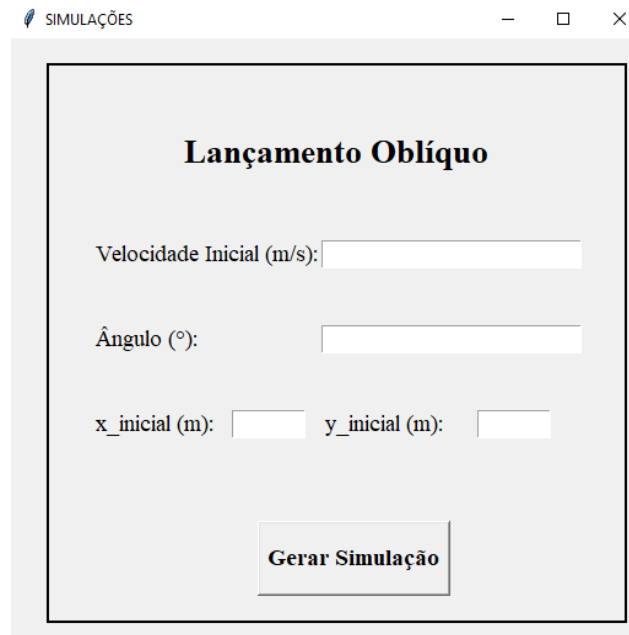 SIMULAÇÕES
Lançamento Oblíquo
Velocidade Inicial (m/s):
Ângulo (°):
x_inicial (m): y_inicial (m):
Gerar Simulação